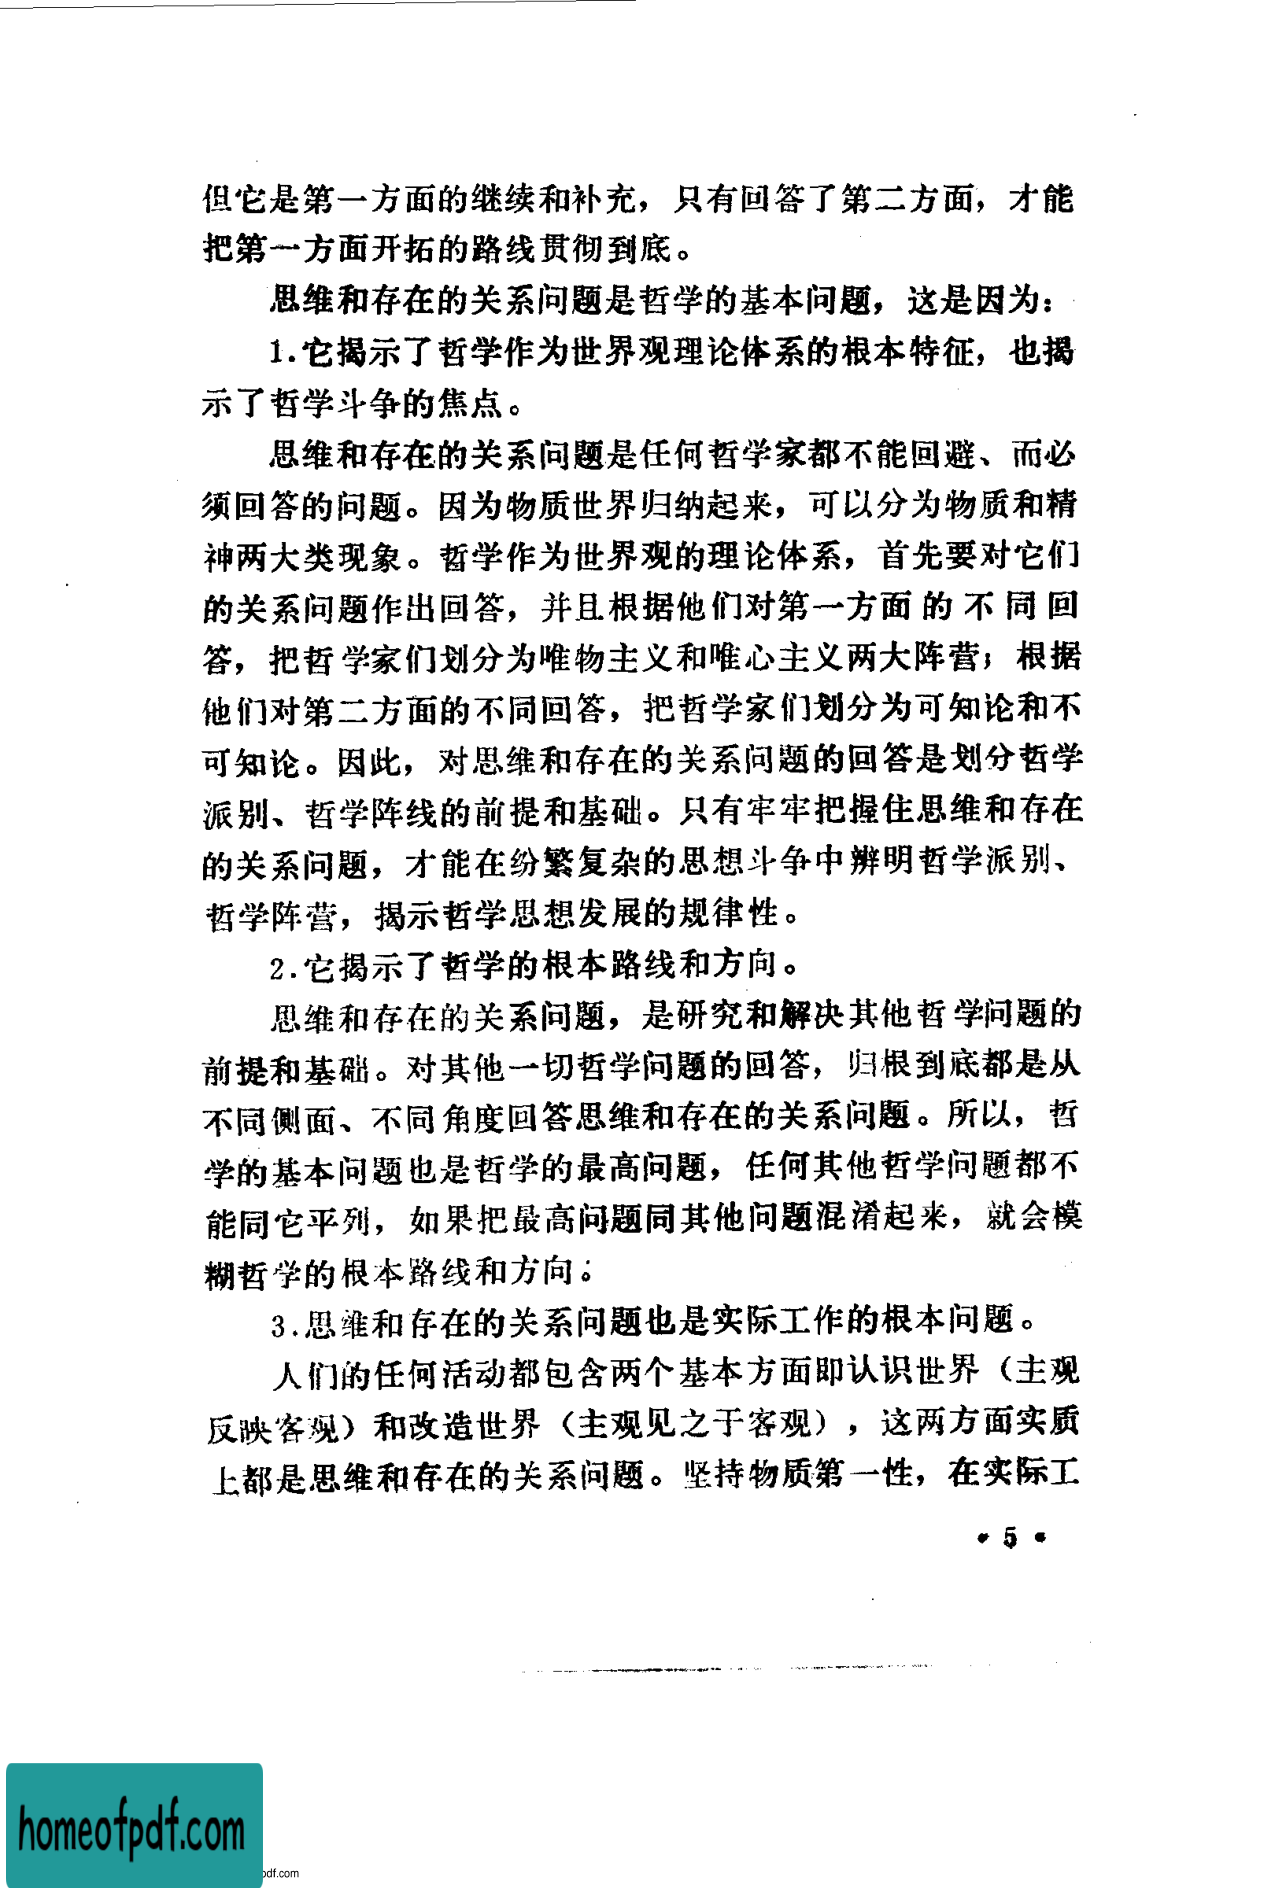 但它是第一方面的继续和补充，只有回答了第二方面，才能
把第一方面开拓的路线贯彻到底。
思维和存在的关系问题是哲学的基本问题，这是因为：
1.它揭示了哲学作为世界观理论体系的根本特征，也揭
示了哲学斗争的焦点。
思维和存在的关系问题是任何哲学家都不能回避、而必
须回答的问题。因为物质世界归纳起来，可以分为物质和精
神两大类现象。哲学作为世界观的理论体系，首先要对它们
的关系问题作出回答，并且根据他们对第一方面的不同回
答，把哲学家们划分为唯物主义和唯心主义两大阵营；根据
他们对第二方面的不同回答，把哲学家们划分为可知论和不
可知论。因此，对思维和存在的关系问题的回答是划分哲学
派别、哲学阵线的前提和基础。只有牢牢把握住思维和存在
的关系问题，才能在纷繁复杂的思想斗争中辨明哲学派别、
哲学阵营，揭示哲学思想发展的规律性。
2.它揭示了哲学的根本路线和方向。
思维和存在的关系问题，是研究和解决其他哲学问题的
前提和基础。对其他一切哲学问题的回答，归根到底都是从
不同侧面、不同角度回答思维和存在的关系问题。所以，哲
学的基本问题也是哲学的最高问题，任何其他哲学问题都不
能同它平列，如果把最高问题同其他问题混淆起来，就会模
糊哲学的根本路线和方向。
3.思维和存在的关系问题也是实际工作的根本问题。
人们的任何活动都包含两个基本方面即认识世界（主观
反映客观）和改造世界（主观见之于客观），这两方面实质
上都是思维和存在的关系问题。坚持物质第一性，在实际工
• 5 •
homeofpdf.com
pdf.com